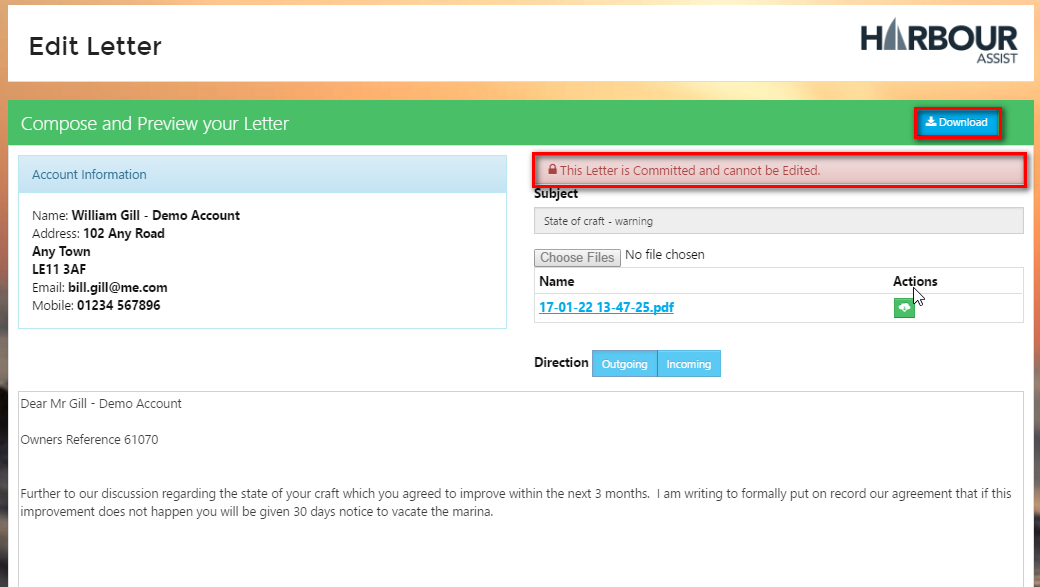 Edit Letter
HARBOUR
ASSIST
Compose and Preview your Letter
Download
Account Information
Name: William Gill - Demo Account
Address: 102 Any Road
Any Town
LE11 3AF
Email: bill.gill@me.com
Mobile: 01234 567896
This Letter is Committed and cannot be Edited.
Subject
State of craft - warning
Choose Files No file chosen
Name Actions
17-01-22 13-47-25.pdf
Direction Outgoing Incoming
Dear Mr Gill - Demo Account
Owners Reference 61070
Further to our discussion regarding the state of your craft which you agreed to improve within the next 3 months.  I am writing to formally put on record our agreement that if this
improvement does not happen you will be given 30 days notice to vacate the marina.